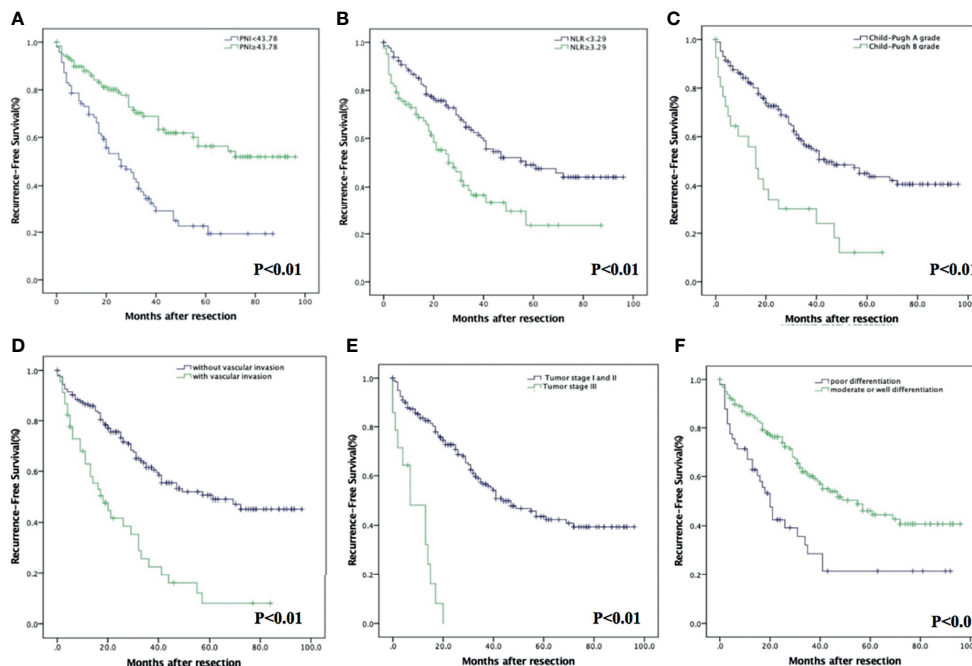 A
PNI<43.78
PNI≥43.78
1.0
0.8
0.6
0.4
0.2
0.0
Recurrence-Free Survival(%)
P<0.01
.0 20 40 60 80 100
Months after resection
B
NLR<3.29
NLR≥3.29
1.0
0.8
0.6
0.4
0.2
0.0
Recurrence-Free Survival(%)
P<0.01
.0 20 40 60 80 100.0
Months after resection
C
Child-Pugh A grade
Child-Pugh B grade
1.0
0.8
0.6
0.4
0.2
0.0
Recurrence-Free Survival(%)
P<0.01
.0 20.0 40.0 60.0 80.0 100
Months after resection
D
without vascular invasion
with vascular invasion
1.0
0.8
0.6
0.4
0.2
0.0
Recurrence-Free Survival(%)
P<0.01
.0 20.0 40.0 60.0 80.0 100.0
Months after resection
E
Tumor stage I and II
Tumor stage III
1.0
0.8
0.6
0.4
0.2
0.0
Recurrence-Free Survival(%)
P<0.01
.0 20.0 40.0 60.0 80.0 100.0
Months after resection
F
poor differentiation
moderate or well differentiation
1.0
0.8
0.6
0.4
0.2
0.0
Recurrence-Free Survival(%)
P<0.0
.0 20.0 40.0 60.0 80.0 100.
Months after resection